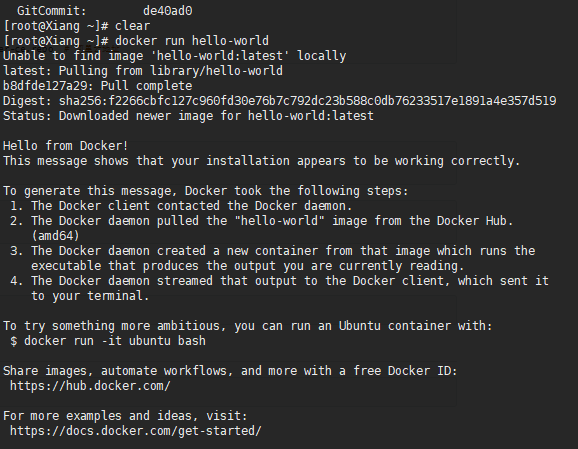 GitCommit:        de40ad0
[root@Xiang ~]# clear
[root@Xiang ~]# docker run hello-world
Unable to find image 'hello-world:latest' locally
latest: Pulling from library/hello-world
b8dfde127a29: Pull complete
Digest: sha256:f2266cbfc127c960fd30e76b7c792dc23b588c0db76233517e1891a4e357d519
Status: Downloaded newer image for hello-world:latest

Hello from Docker!
This message shows that your installation appears to be working correctly.

To generate this message, Docker took the following steps:
 1. The Docker client contacted the Docker daemon.
 2. The Docker daemon pulled the "hello-world" image from the Docker Hub.
    (amd64)
 3. The Docker daemon created a new container from that image which runs the
    executable that produces the output you are currently reading.
 4. The Docker daemon streamed that output to the Docker client, which sent it
    to your terminal.

To try something more ambitious, you can run an Ubuntu container with:
 $ docker run -it ubuntu bash

Share images, automate workflows, and more with a free Docker ID:
 https://hub.docker.com/

For more examples and ideas, visit:
 https://docs.docker.com/get-started/